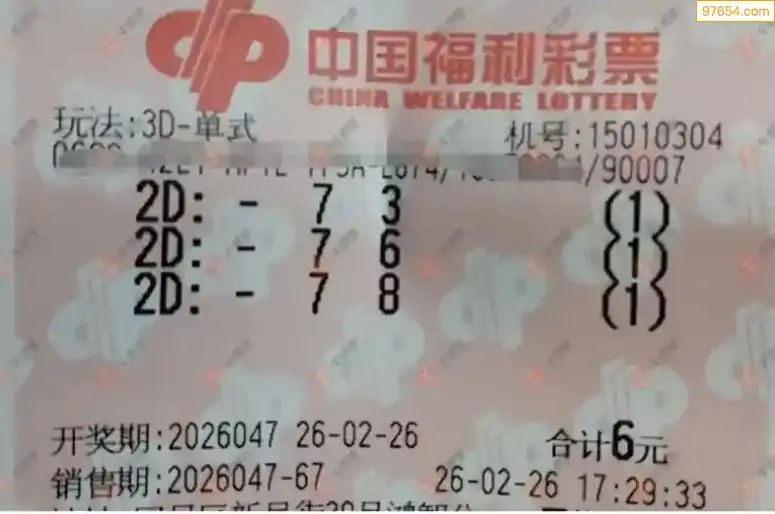 97654.com
中国福利彩票
CHINA WELFARE LOTTERY
玩法:3D-单式
机号:15010304
/90007
2D: - 7 3 (1)
2D: - 7 6 (1)
2D: - 7 8 (1)
开奖期:2026047 26-02-26 合计6元
销售期:2026047-67 26-02-26 17:29:33